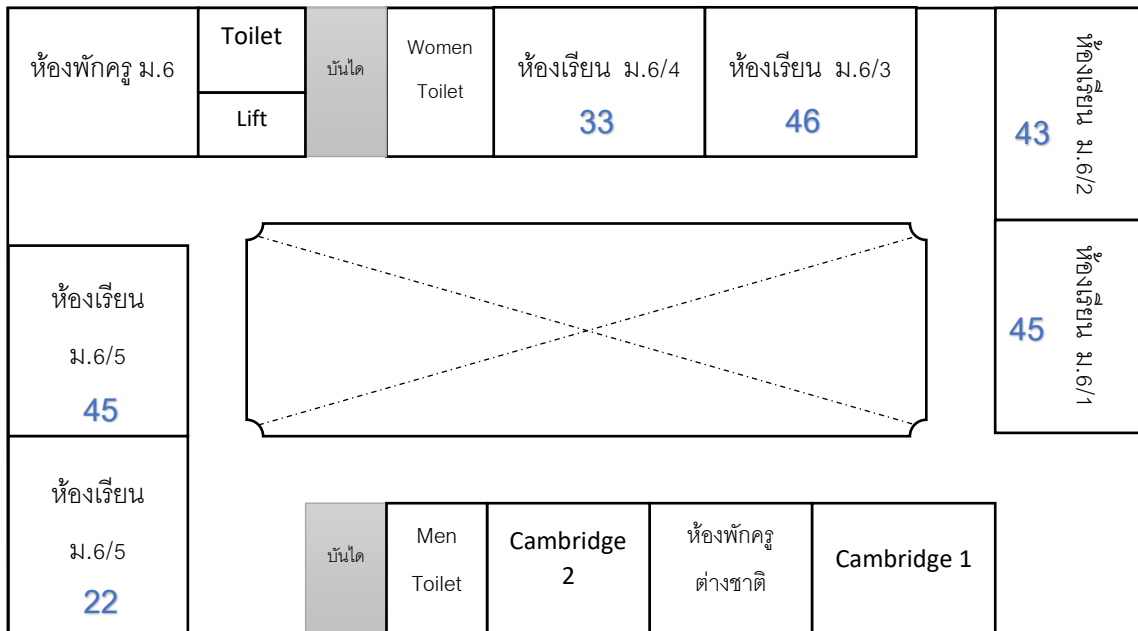 ห้องพักครู ม.6
Toilet
Lift
บันได
Women
Toilet
ห้องเรียน ม.6/4
33
ห้องเรียน ม.6/3
46
ห้องเรียน ม.6/2
43
ห้องเรียน
ม.6/5
45
ห้องเรียน ม.6/1
45
ห้องเรียน
ม.6/5
22
บันได
Men
Toilet
Cambridge
2
ห้องพักครู
ต่างชาติ
Cambridge 1